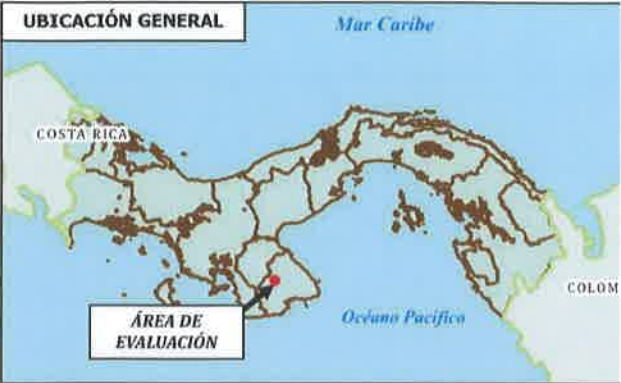 UBICACIÓN GENERAL
Mar Caribe
COSTA RICA
COLOM
ÁREA DE
EVALUACIÓN
Océano Pacífico